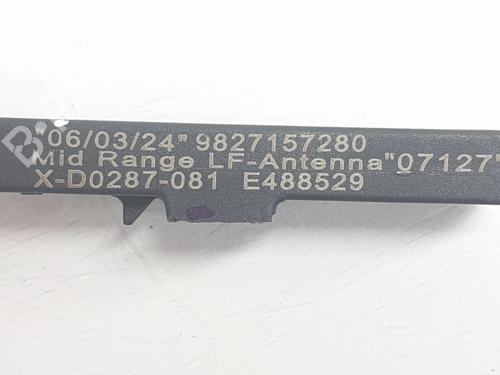 "06/03/24" 9827157280
Mid Range LF-Antenna"07127"
X-D0287-081 E488529